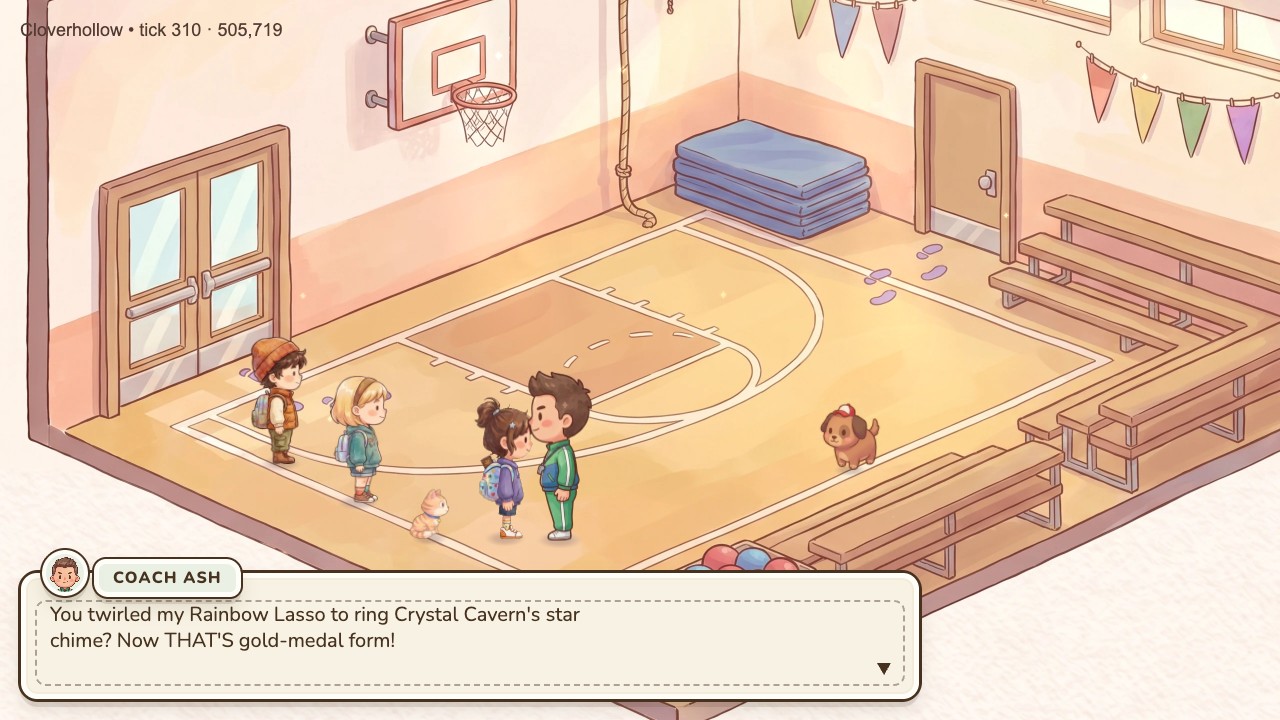 Cloverhollow • tick 310 · 505,719
COACH ASH
You twirled my Rainbow Lasso to ring Crystal Cavern's star
chime? Now THAT'S gold-medal form!